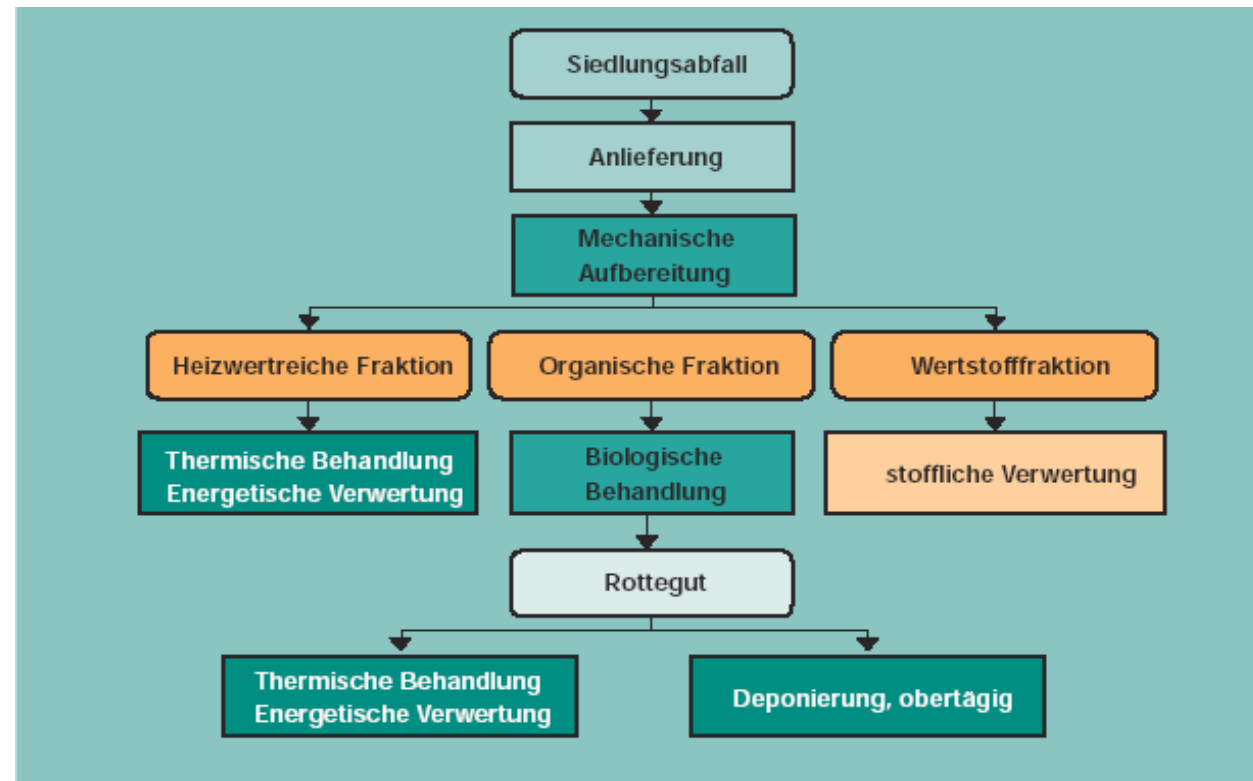 Siedlungsabfall
Anlieferung
Mechanische
Aufbereitung
Heizwertreiche Fraktion
Organische Fraktion
Wertstofffraktion
Thermische Behandlung
Energetische Verwertung
Biologische
Behandlung
stoffliche Verwertung
Rottegut
Thermische Behandlung
Energetische Verwertung
Deponierung, obertägig